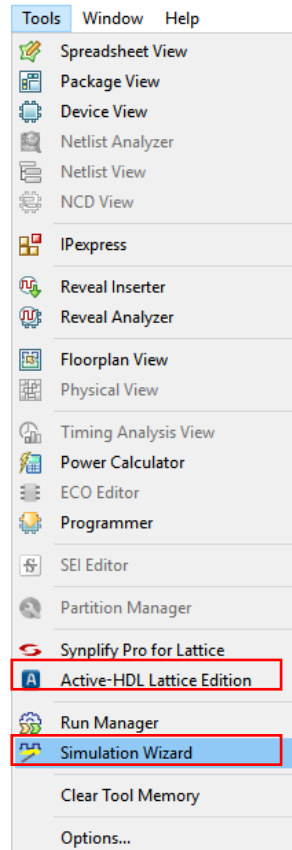 Tools Window Help
Spreadsheet View
Package View
Device View
Netlist Analyzer
Netlist View
NCD View
IPexpress
Reveal Inserter
Reveal Analyzer
Floorplan View
Physical View
Timing Analysis View
Power Calculator
ECO Editor
Programmer
SEI Editor
Partition Manager
Synplify Pro for Lattice
A Active-HDL Lattice Edition
Run Manager
Simulation Wizard
Clear Tool Memory
Options...